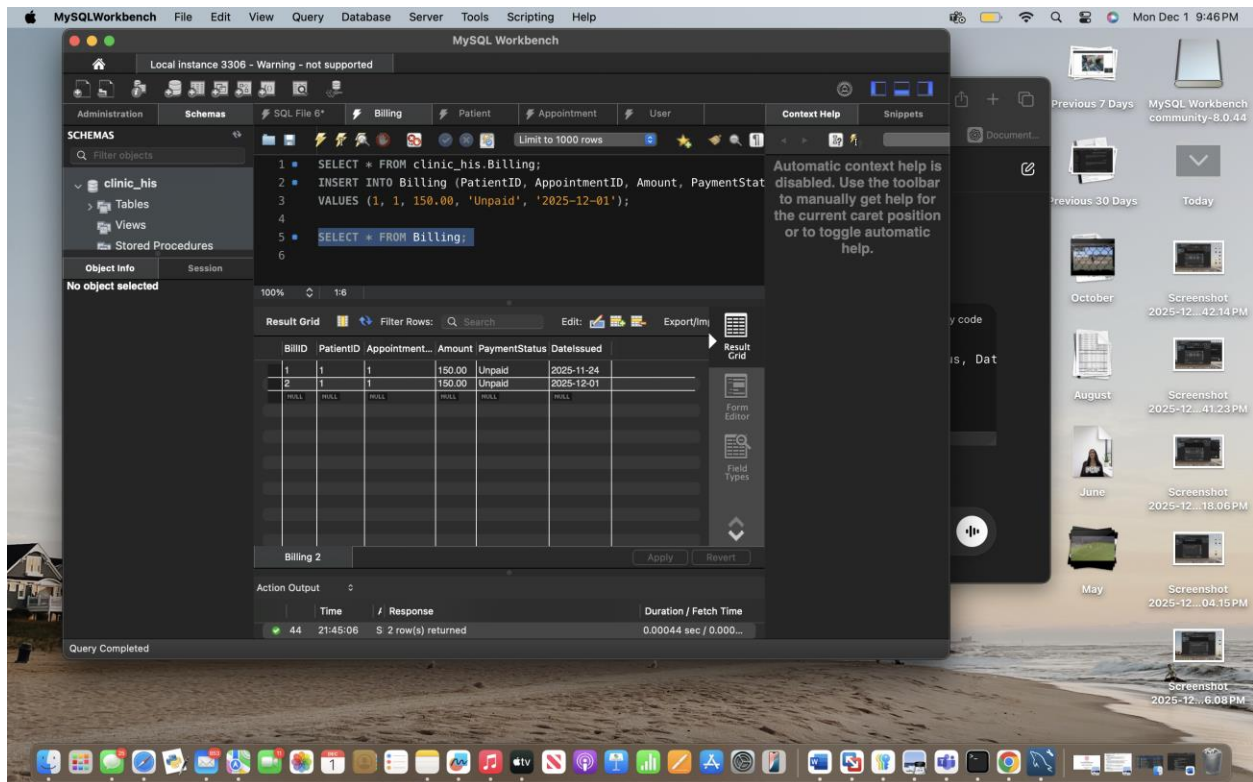 MySQLWorkbench File Edit View Query Database Server Tools Scripting Help
Mon Dec 1 9:46 PM
MySQL Workbench
Local instance 3306 - Warning - not supported
Administration Schemas
SQL File 6* Billing Patient Appointment User
Context Help Snippets
SCHEMAS
Filter objects
clinic_his
Tables
Views
Stored Procedures
Object Info Session
No object selected
Limit to 1000 rows
1 SELECT * FROM clinic_his.Billing;
2 INSERT INTO Billing (PatientID, AppointmentID, Amount, PaymentStat
3 VALUES (1, 1, 150.00, 'Unpaid', '2025-12-01');
4
5 SELECT * FROM Billing;
6
100% 1:6
Automatic context help is
disabled. Use the toolbar
to manually get help for
the current caret position
or to toggle automatic
help.
Result Grid Filter Rows: Search Edit: Export/Im
BillID PatientID Appointment... Amount PaymentStatus DateIssued
1 1 1 150.00 Unpaid 2025-11-24
2 1 1 150.00 Unpaid 2025-12-01
NULL NULL NULL NULL NULL NULL
Result
Grid
Form
Editor
Field
Types
Billing 2
Apply Revert
Action Output
Time Response Duration / Fetch Time
44 21:45:06 S 2 row(s) returned 0.00044 sec / 0.000...
Query Completed
Document...
y code
us, Dat
Previous 7 Days
MySQL Workbench
community-8.0.44
Previous 30 Days
Today
October
Screenshot
2025-12...42.14 PM
August
Screenshot
2025-12...41.23 PM
June
Screenshot
2025-12...18.06 PM
May
Screenshot
2025-12...04.15 PM
Screenshot
2025-12...6.08 PM
DEC
1
tv